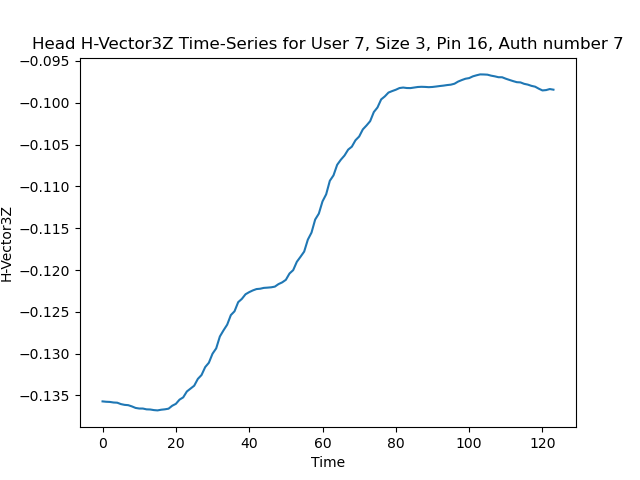 Head H-Vector3Z Time-Series for User 7, Size 3, Pin 16, Auth number 7
−0.095
−0.100
−0.105
−0.110
−0.115
−0.120
−0.125
−0.130
−0.135
H-Vector3Z
0 20 40 60 80 100 120
Time